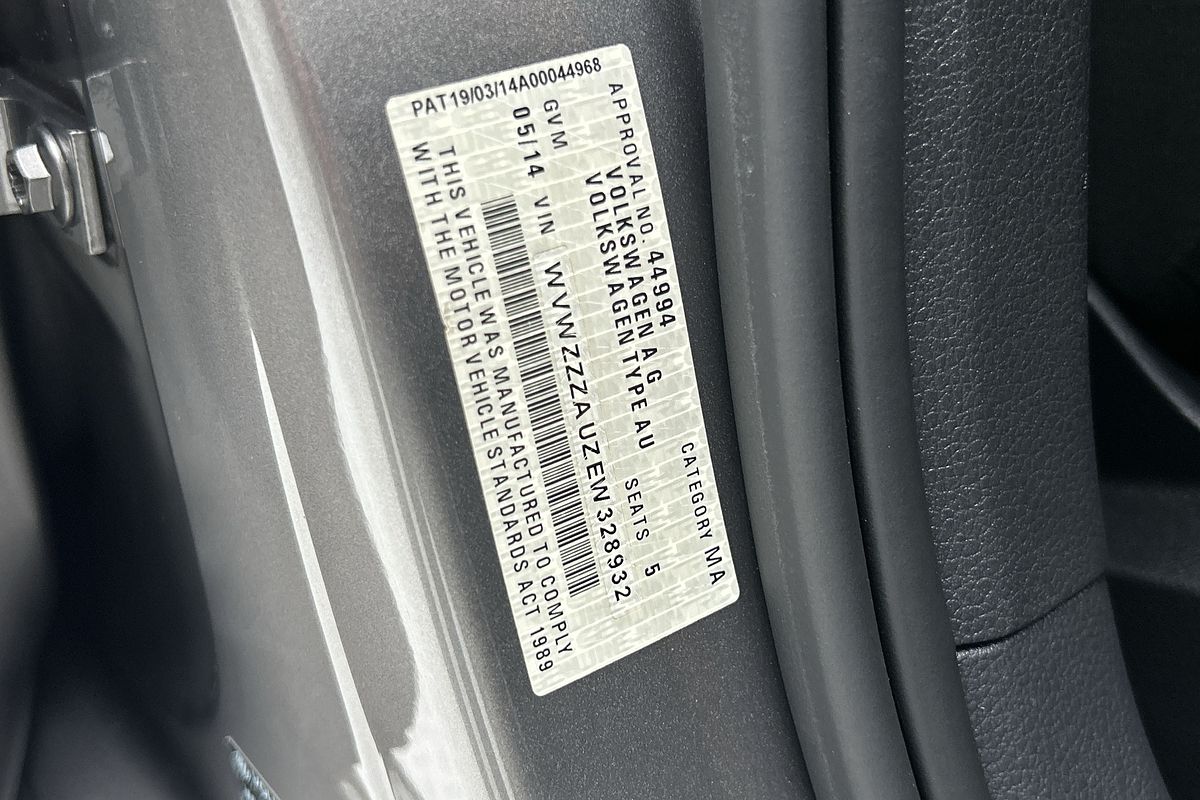 APPROVAL NO. 44994 CATEGORY MA
VOLKSWAGEN A G
VOLKSWAGEN TYPE AU SEATS 5
GVM
05/14 VIN WVWZZZAUZEW328932
THIS VEHICLE WAS MANUFACTURED TO COMPLY
WITH THE MOTOR VEHICLE STANDARDS ACT 1989
PAT19/03/14A00044968